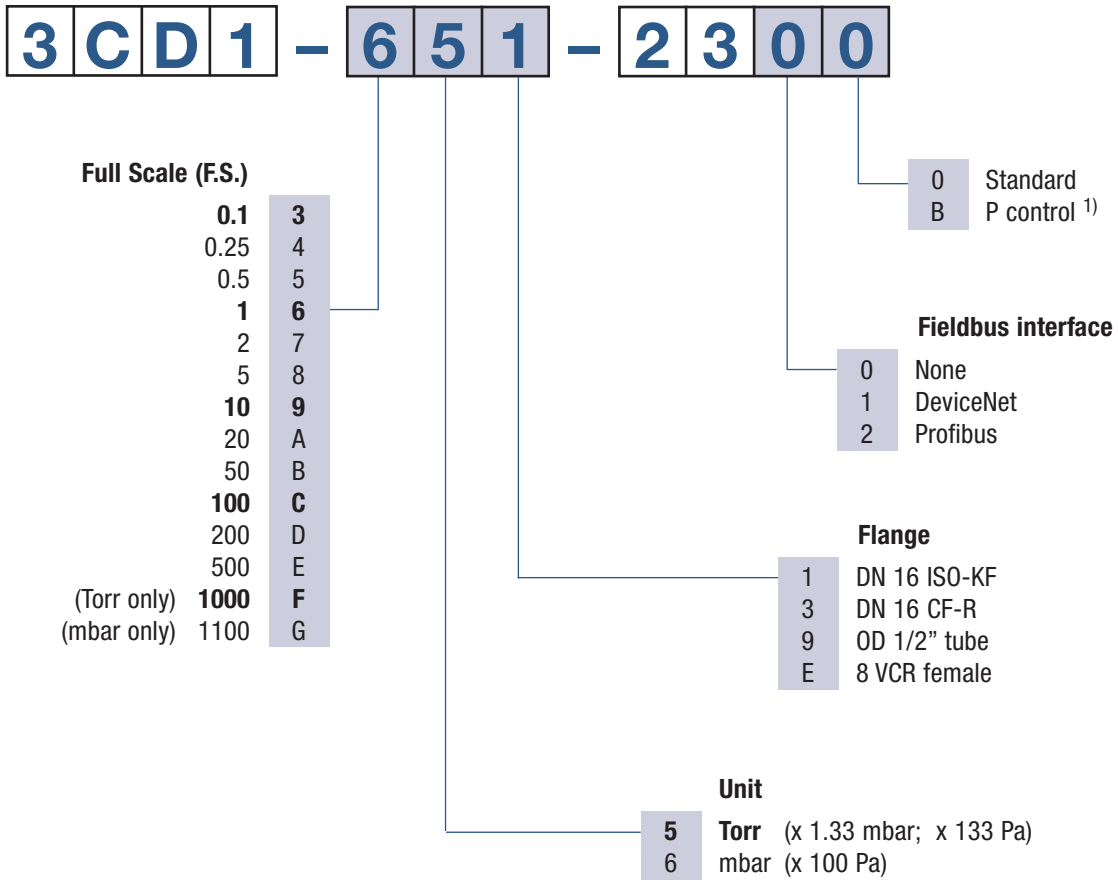 3CD1 – 651 – 2300
0 Standard
B P control 1)
Full Scale (F.S.)
0.1 3
0.25 4
0.5 5
1 6
2 7
5 8
10 9
20 A
50 B
100 C
200 D
500 E
(Torr only) 1000 F
(mbar only) 1100 G
Fieldbus interface
0 None
1 DeviceNet
2 Profibus
Flange
1 DN 16 ISO-KF
3 DN 16 CF-R
9 OD 1/2” tube
E 8 VCR female
Unit
5 Torr (x 1.33 mbar; x 133 Pa)
6 mbar (x 100 Pa)